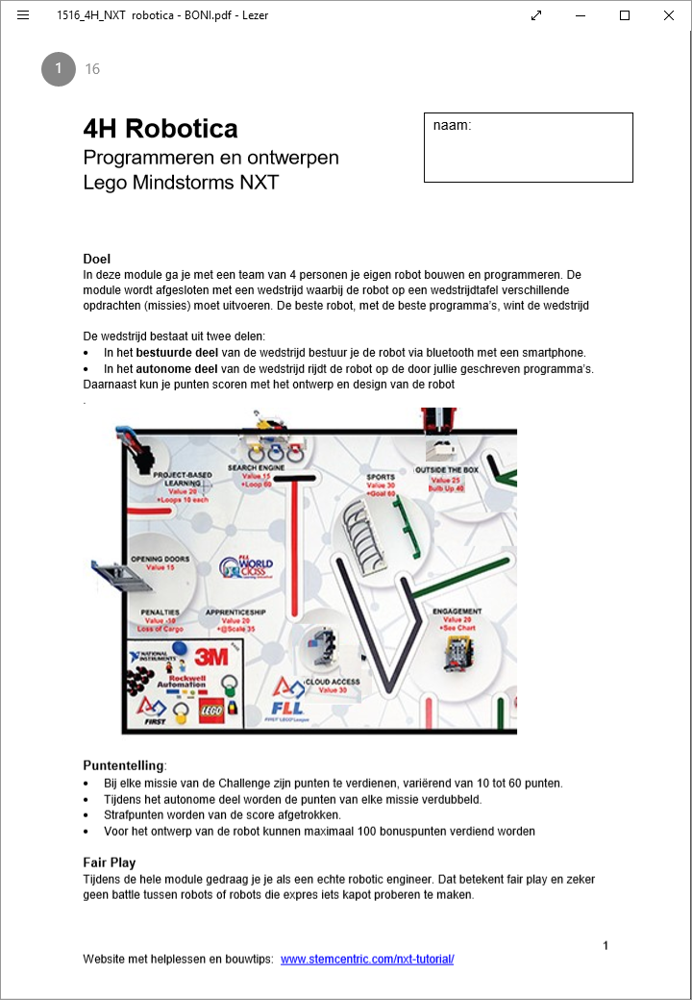 1516_4H_NXT robotica - BONI.pdf - Lezer
1 16
4H Robotica
Programmeren en ontwerpen
Lego Mindstorms NXT
naam:
Doel
In deze module ga je met een team van 4 personen je eigen robot bouwen en programmeren. De
module wordt afgesloten met een wedstrijd waarbij de robot op een wedstrijdtafel verschillende
opdrachten (missies) moet uitvoeren. De beste robot, met de beste programma's, wint de wedstrijd
De wedstrijd bestaat uit twee delen:
• In het bestuurde deel van de wedstrijd bestuur je de robot via bluetooth met een smartphone.
• In het autonome deel van de wedstrijd rijdt de robot op de door jullie geschreven programma's.
Daarnaast kun je punten scoren met het ontwerp en design van de robot
.
PROJECT-BASED
LEARNING
Value 20
+Loops 10 each
SEARCH ENGINE
Value 15
+Loop 60
SPORTS
Value 30
+Goal 60
OUTSIDE THE BOX
Value 25
Bulb Up 40
OPENING DOORS
Value 15
FLL
WORLD
CLASS
PENALTIES
Value -10
Loss of Cargo
APPRENTICESHIP
Value 20
+@Scale 35
ENGAGEMENT
Value 20
+See Chart
NATIONAL
INSTRUMENTS
3M
Rockwell
Automation
FIRST
LEGO
CLOUD ACCESS
Value 30
FLL
FIRST LEGO League
Puntentelling:
• Bij elke missie van de Challenge zijn punten te verdienen, variërend van 10 tot 60 punten.
• Tijdens het autonome deel worden de punten van elke missie verdubbeld.
• Strafpunten worden van de score afgetrokken.
• Voor het ontwerp van de robot kunnen maximaal 100 bonuspunten verdiend worden
Fair Play
Tijdens de hele module gedraag je je als een echte robotic engineer. Dat betekent fair play en zeker
geen battle tussen robots of robots die expres iets kapot proberen te maken.
1
Website met helplessen en bouwtips: www.stemcentric.com/nxt-tutorial/